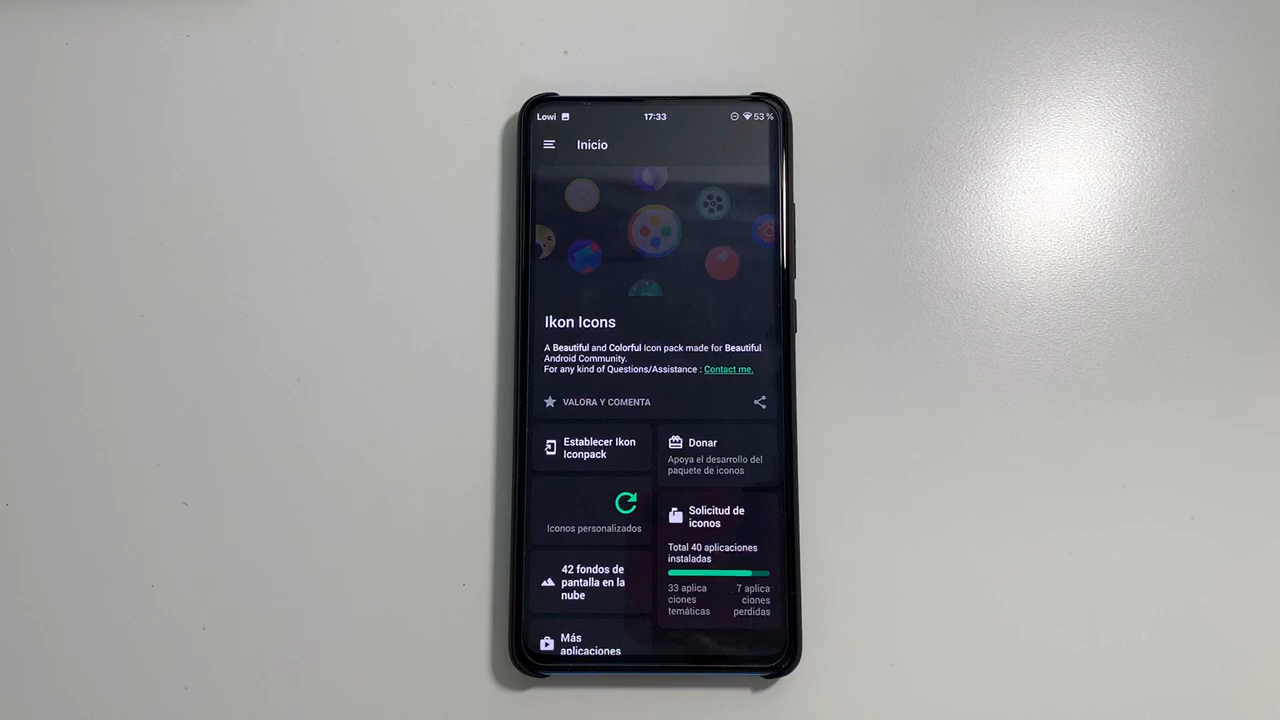 Lowi
17:33
53 %
Inicio
Ikon Icons
A Beautiful and Colorful Icon pack made for Beautiful
Android Community.
For any kind of Questions/Assistance : Contact me.
VALORA Y COMENTA
Establecer Ikon
Iconpack
Donar
Apoya el desarrollo del
paquete de iconos
Iconos personalizados
Solicitud de
iconos
Total 40 aplicaciones
instaladas
33 aplica
ciones
temáticas
7 aplica
ciones
perdidas
42 fondos de
pantalla en la
nube
Más
aplicaciones